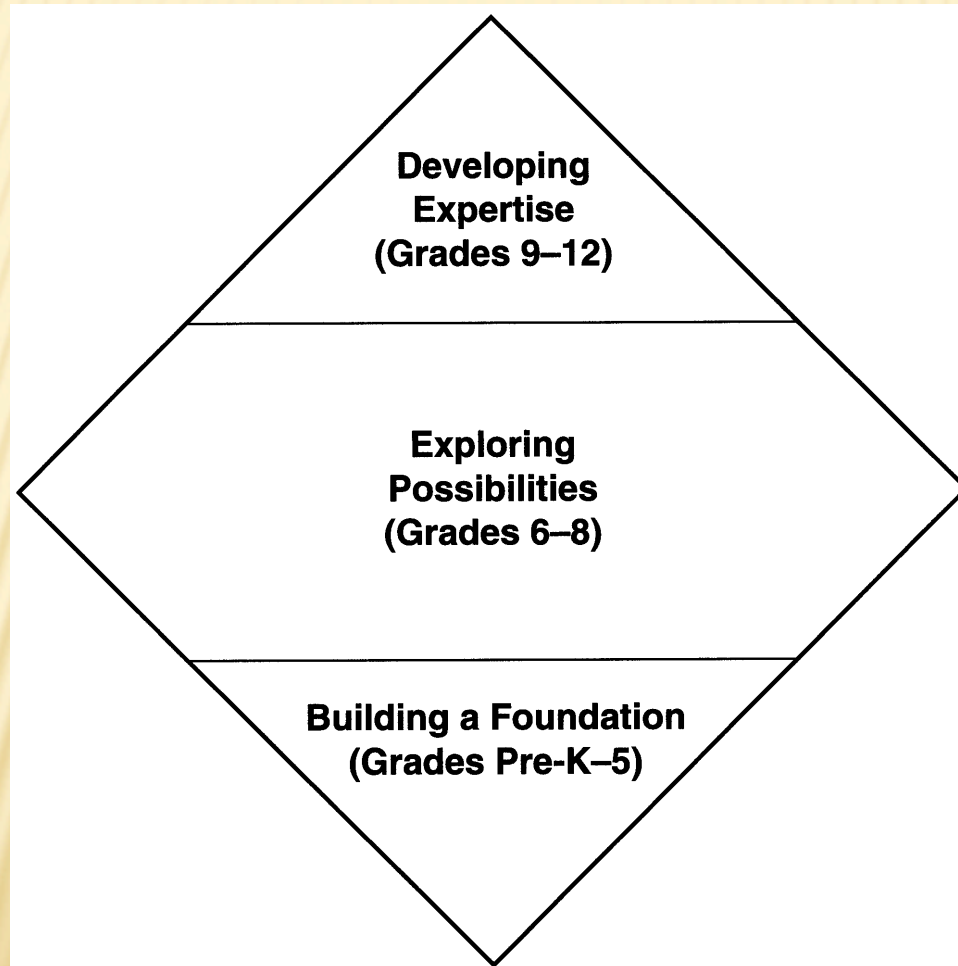 Developing
Expertise
(Grades 9–12)
Exploring
Possibilities
(Grades 6–8)
Building a Foundation
(Grades Pre-K–5)